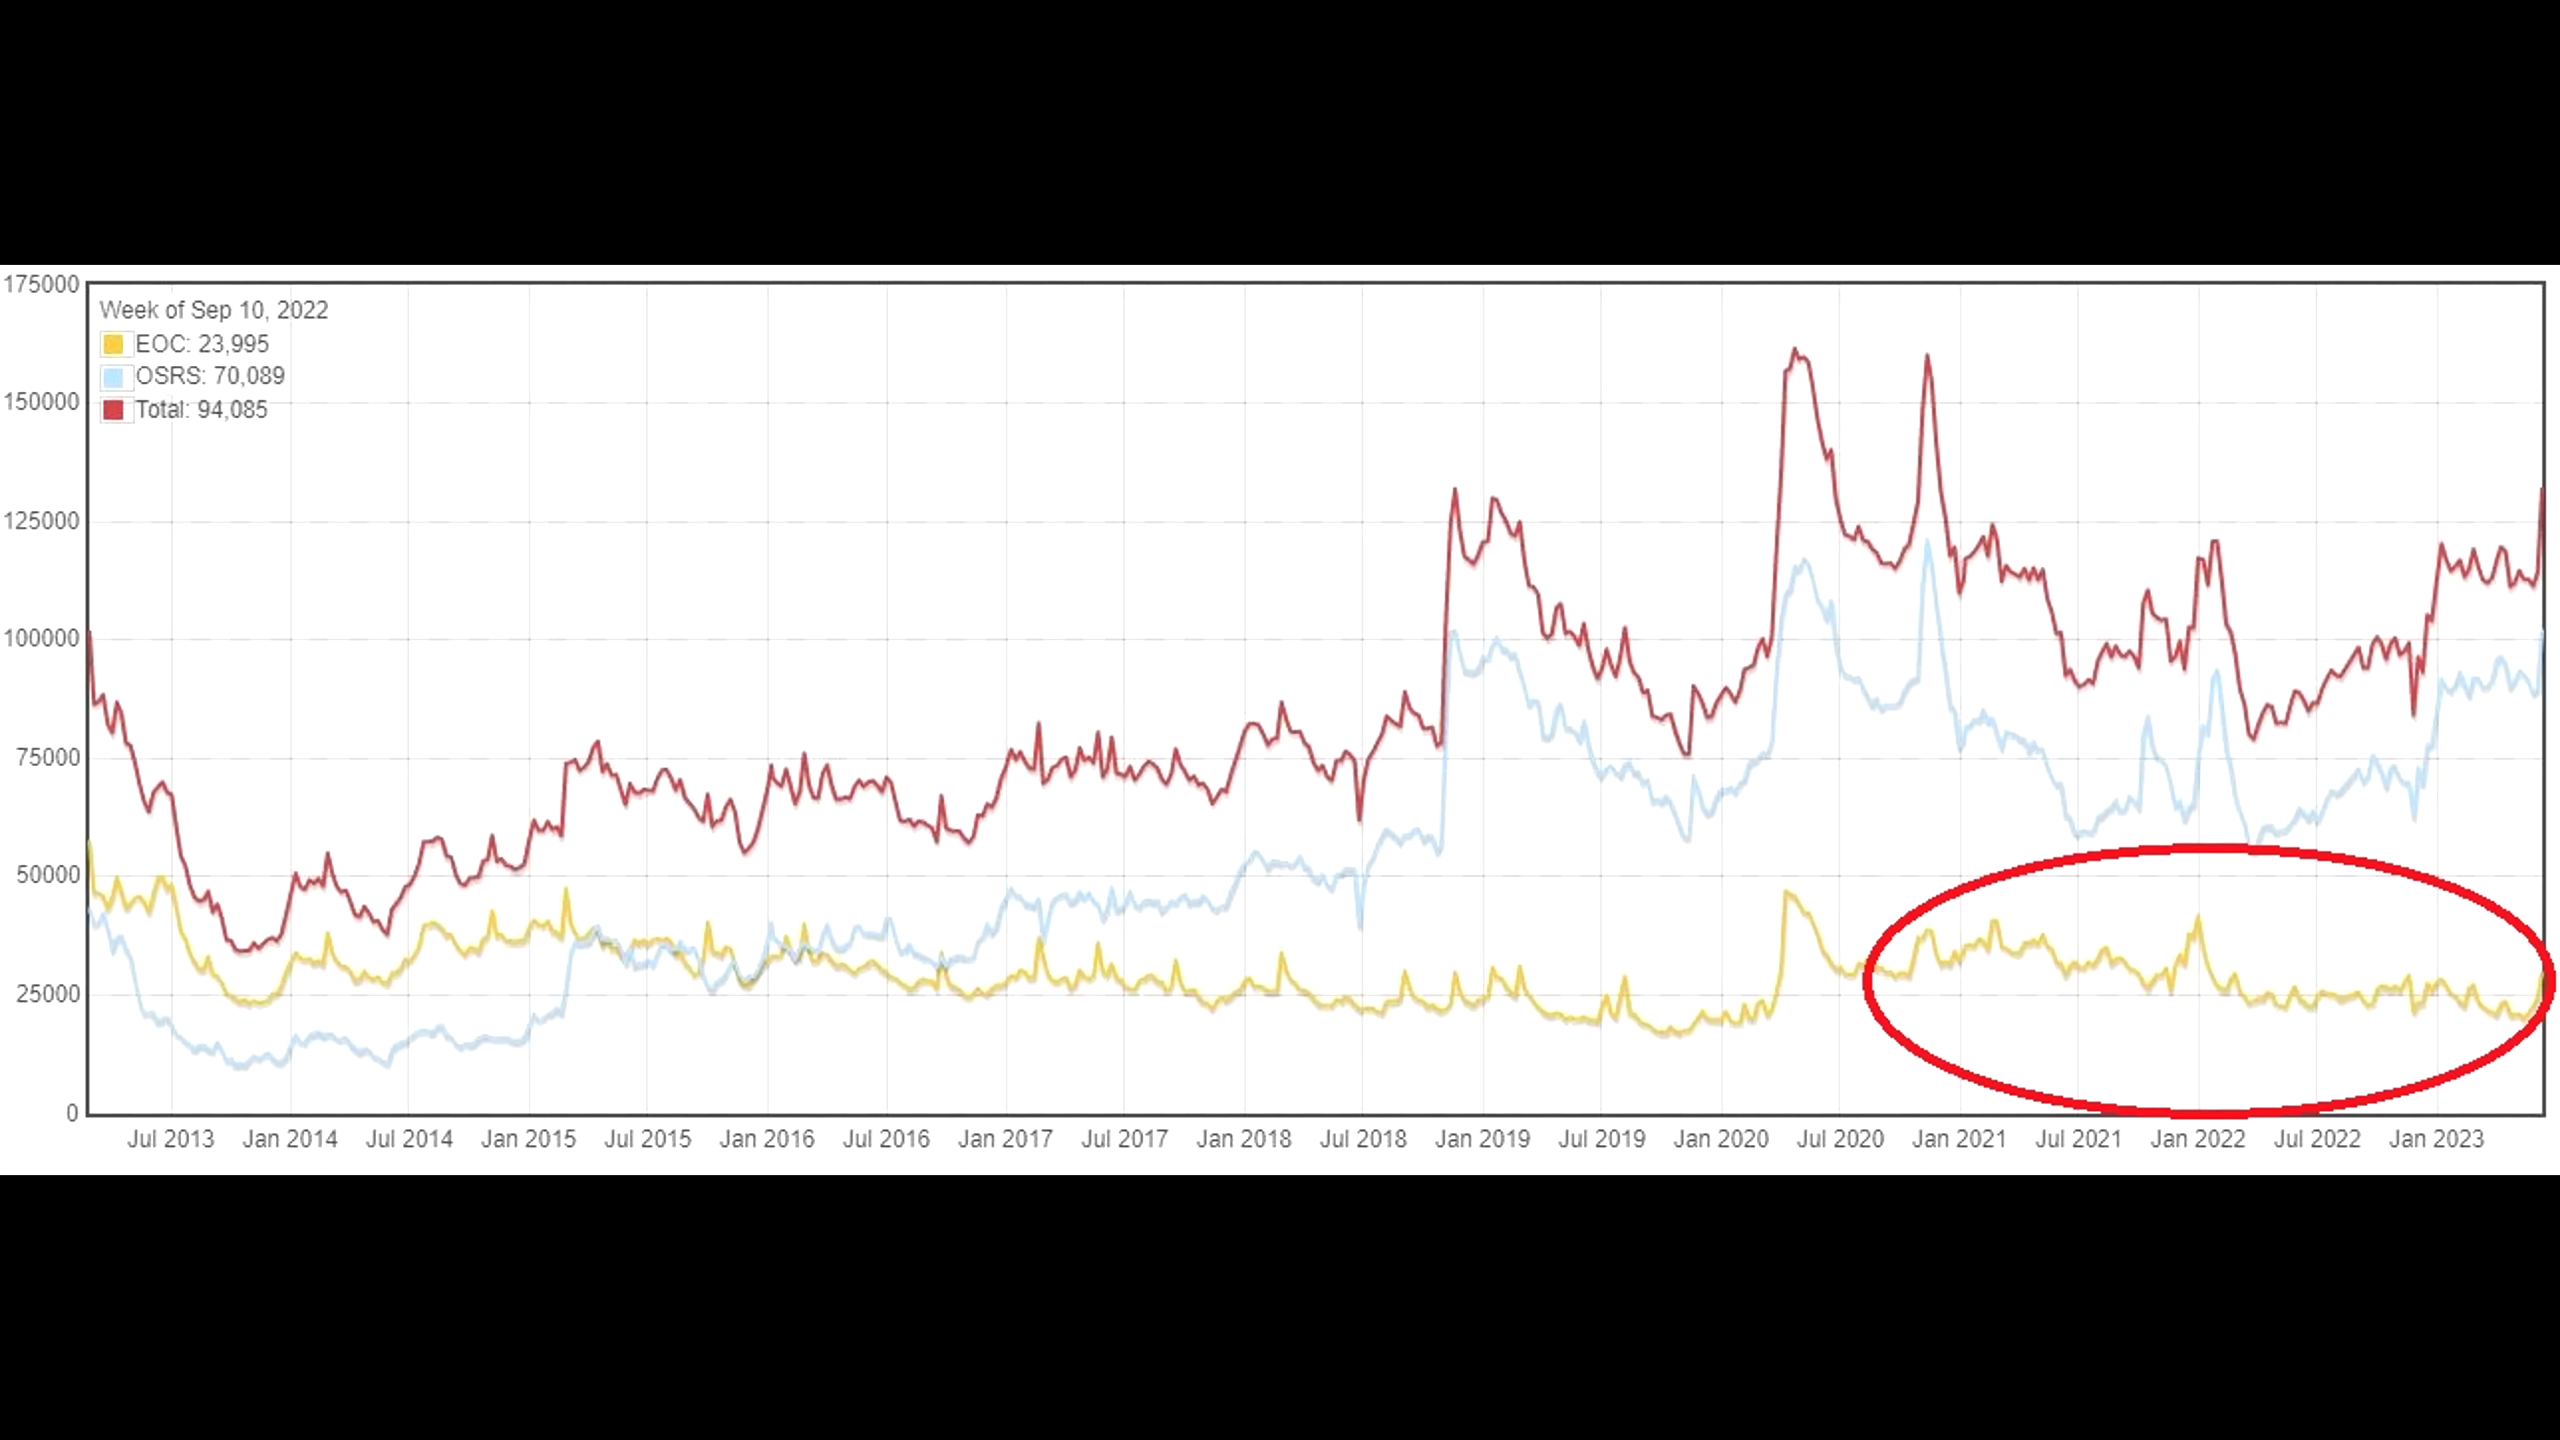 175000
150000
125000
100000
75000
50000
25000
0
Week of Sep 10, 2022
EOC: 23,995
OSRS: 70,089
Total: 94,085
Jul 2013 Jan 2014 Jul 2014 Jan 2015 Jul 2015 Jan 2016 Jul 2016 Jan 2017 Jul 2017 Jan 2018 Jul 2018 Jan 2019 Jul 2019 Jan 2020 Jul 2020 Jan 2021 Jul 2021 Jan 2022 Jul 2022 Jan 2023